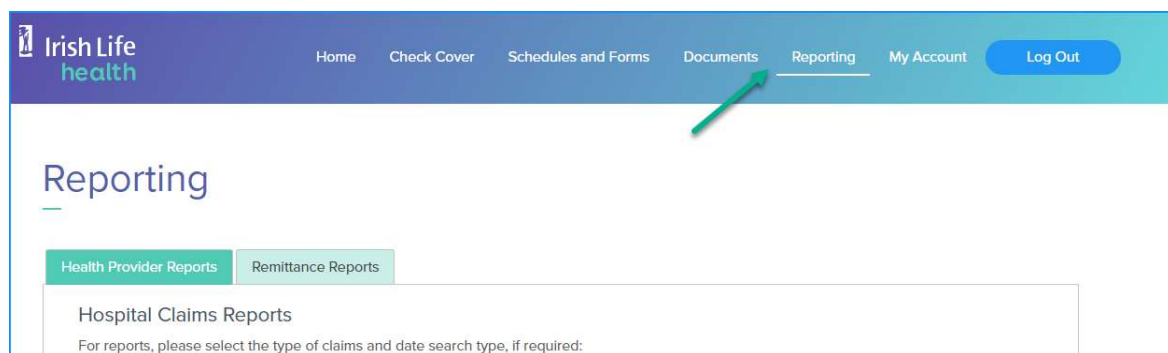 Irish Life
health
Home Check Cover Schedules and Forms Documents Reporting My Account Log Out
Reporting
Health Provider Reports Remittance Reports
Hospital Claims Reports
For reports, please select the type of claims and date search type, if required: